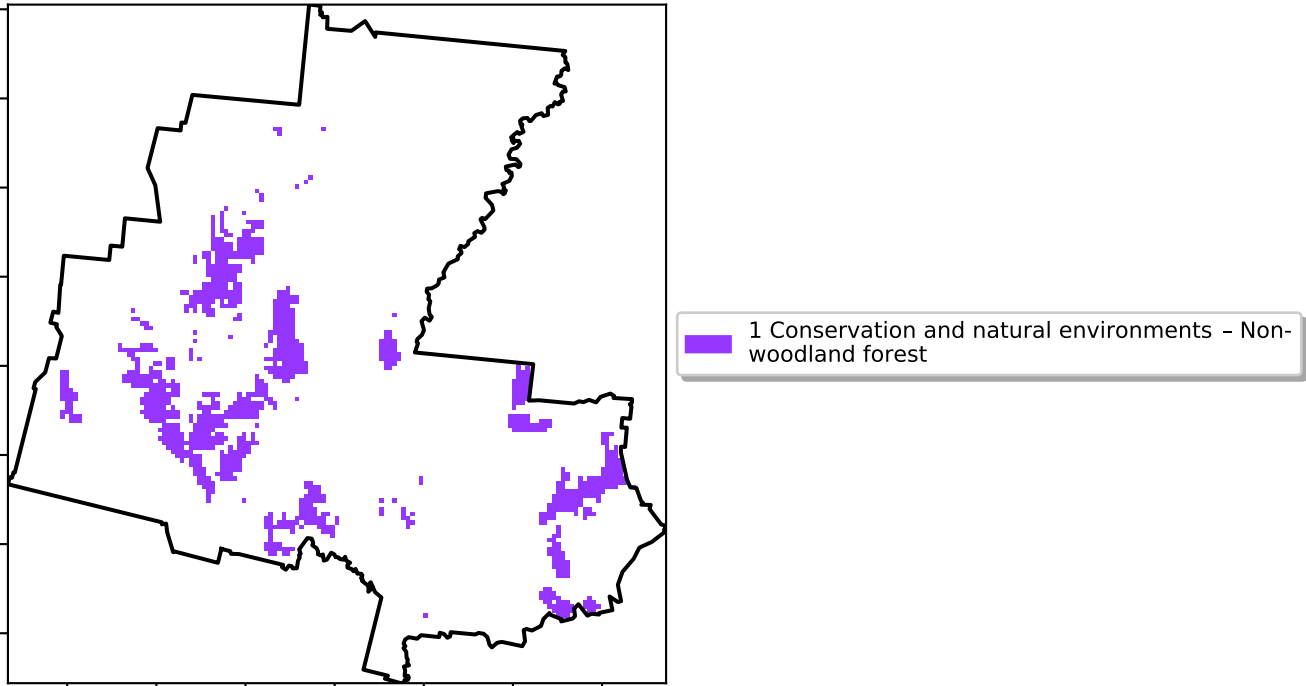 1 Conservation and natural environments – Non-
woodland forest